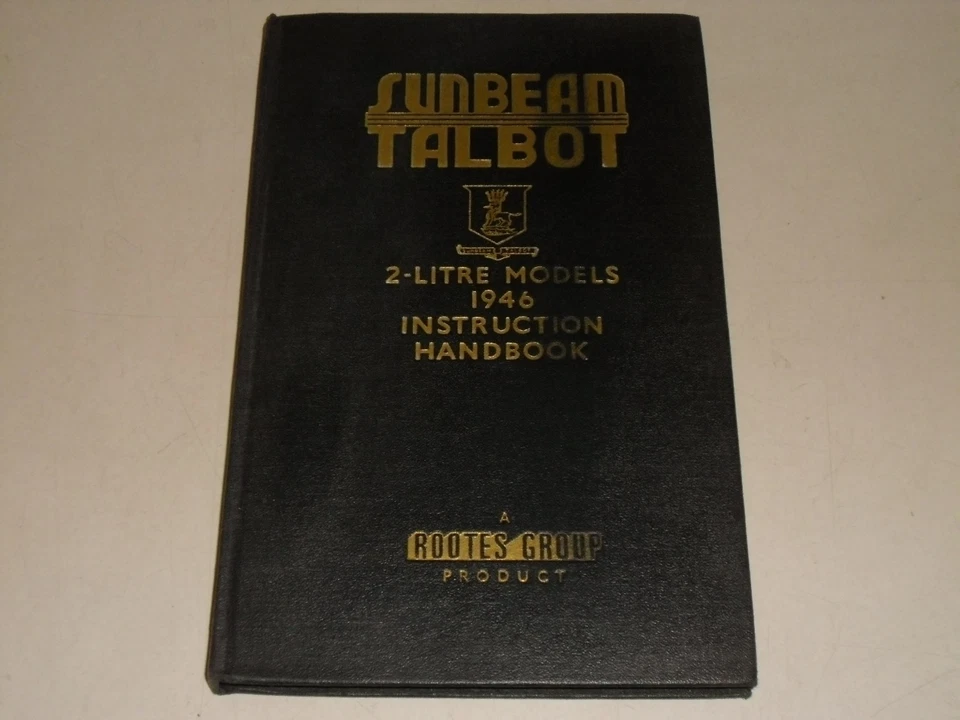 SUNBEAM
TALBOT
2-LITRE MODELS
1946
INSTRUCTION
HANDBOOK
A
ROOTES GROUP
PRODUCT